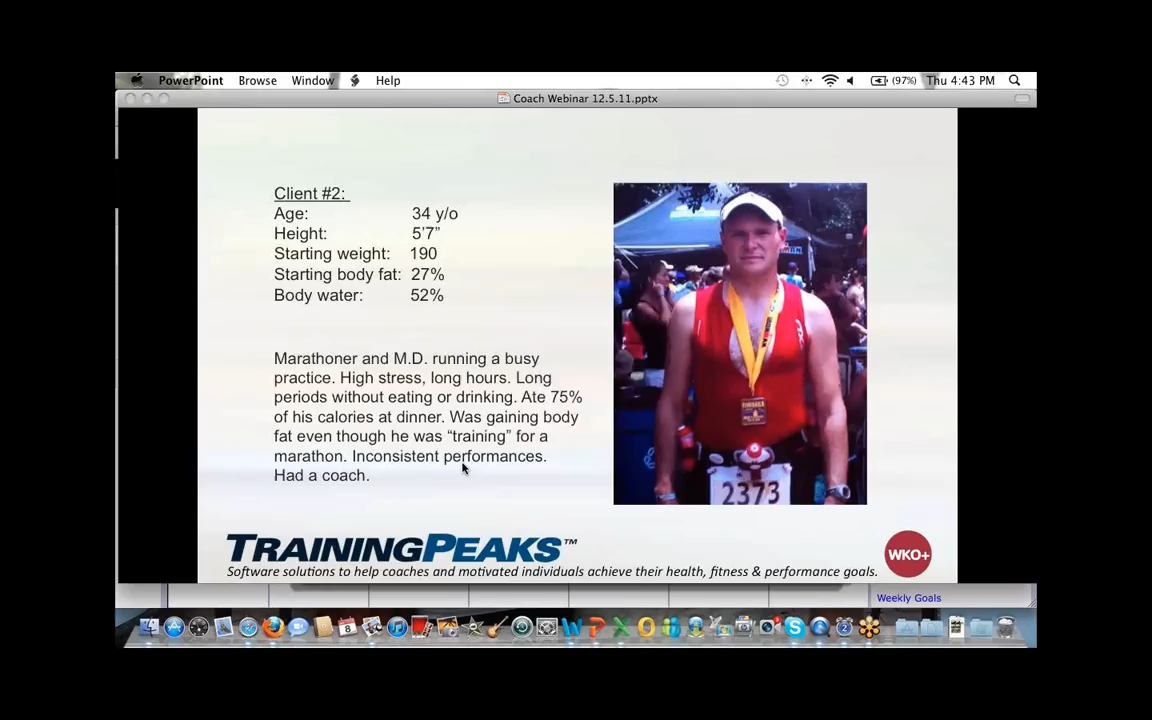 PowerPoint Browse Window Help (97%) Thu 4:43 PM
Coach Webinar 12.5.11.pptx
Client #2:
Age: 34 y/o
Height: 5'7”
Starting weight: 190
Starting body fat: 27%
Body water: 52%
Marathoner and M.D. running a busy
practice. High stress, long hours. Long
periods without eating or drinking. Ate 75%
of his calories at dinner. Was gaining body
fat even though he was “training” for a
marathon. Inconsistent performances.
Had a coach.
2373
TRAININGPEAKS™
WKO+
Software solutions to help coaches and motivated individuals achieve their health, fitness & performance goals.
Weekly Goals